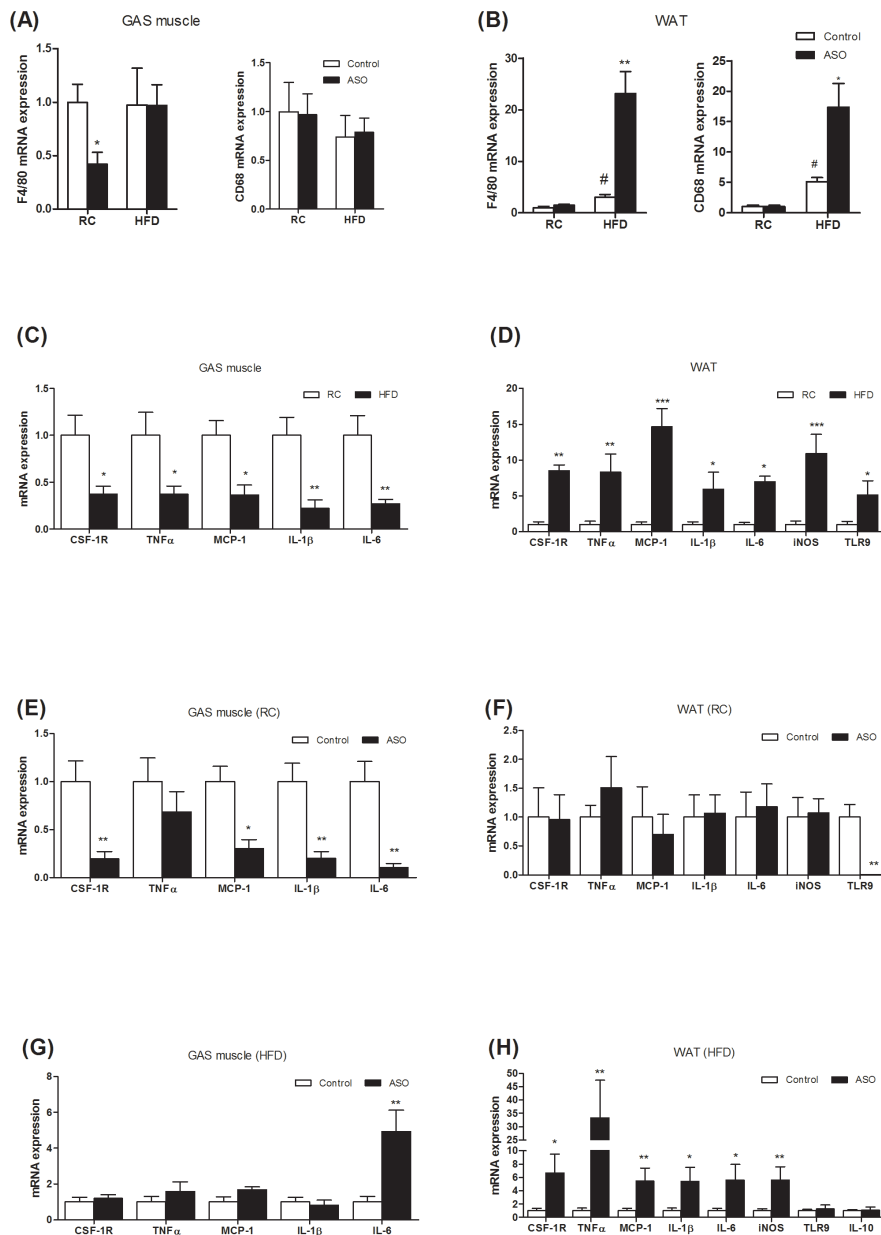 (A)
GAS muscle
F4/80 mRNA expression
1.5
1.0
0.5
0.0
*
RC
HFD
Control
ASO
CD68 mRNA expression
1.5
1.0
0.5
0.0
RC
HFD
(B)
WAT
Control
ASO
F4/80 mRNA expression
30
20
10
0
#
**
RC
HFD
CD68 mRNA expression
25
20
15
10
5
0
#
*
RC
HFD
(C)
GAS muscle
RC
HFD
mRNA expression
1.5
1.0
0.5
0.0
*
*
*
**
**
CSF-1R
TNFα
MCP-1
IL-1β
IL-6
(D)
WAT
RC
HFD
mRNA expression
20
15
10
5
0
**
**
***
*
*
***
*
CSF-1R
TNFα
MCP-1
IL-1β
IL-6
iNOS
TLR9
(E)
GAS muscle (RC)
Control
ASO
mRNA expression
1.5
1.0
0.5
0.0
**
*
**
**
CSF-1R
TNFα
MCP-1
IL-1β
IL-6
(F)
WAT (RC)
Control
ASO
mRNA expression
2.5
2.0
1.5
1.0
0.5
0.0
**
CSF-1R
TNFα
MCP-1
IL-1β
IL-6
iNOS
TLR9
(G)
GAS muscle (HFD)
Control
ASO
mRNA expression
8
6
4
2
0
**
CSF-1R
TNFα
MCP-1
IL-1β
IL-6
(H)
WAT (HFD)
Control
ASO
mRNA expression
50
45
40
35
30
25
10
8
6
4
2
0
*
**
**
*
*
**
CSF-1R
TNFα
MCP-1
IL-1β
IL-6
iNOS
TLR9
IL-10